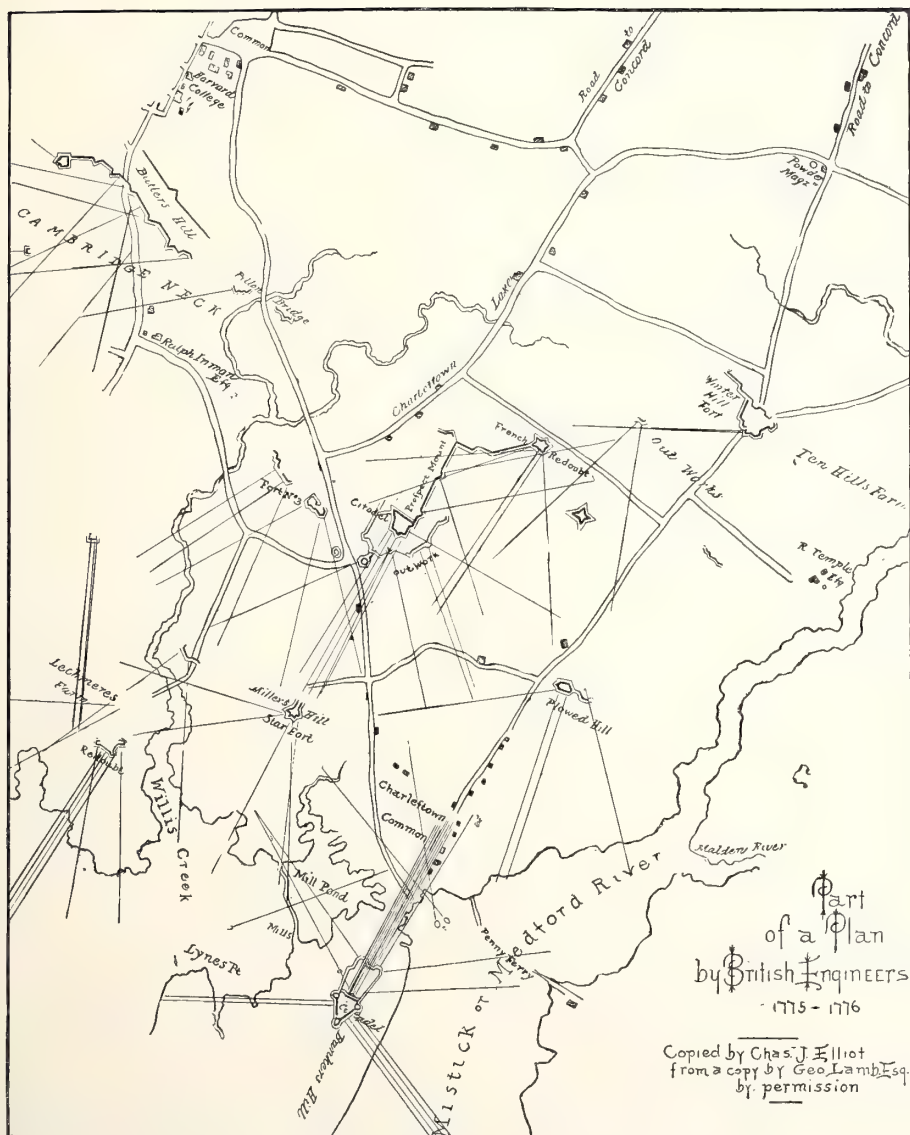 Common
Harvard
College
Road to
Concord
Road to Concord
Powder
Magz.
Butlers Hill
CAMBRIDGE
NECK
Bridge
Ralph Inman
Esq.
Charlestown
Lane
Winter
Hill
Fort
French
Redoubt
Out Works
Ten Hills Farm
Fort No 3
Citadel
Prospect Mount
Out Work
R. Temple
Esq
Lechmeres
Farm
Redoubt
Millers Hill
Star Fort
Plowed Hill
Willis Creek
Charlestown
Common
Malden River
Mill Pond
Mills
Penny Ferry
Lynes Pt
Citadel
Bunkers Hill
Mistick or Medford River
Part
of a Plan
by British Engineers
1775-1776
Copied by Chas. J. Elliot
from a copy by Geo. Lamb, Esq.
by permission